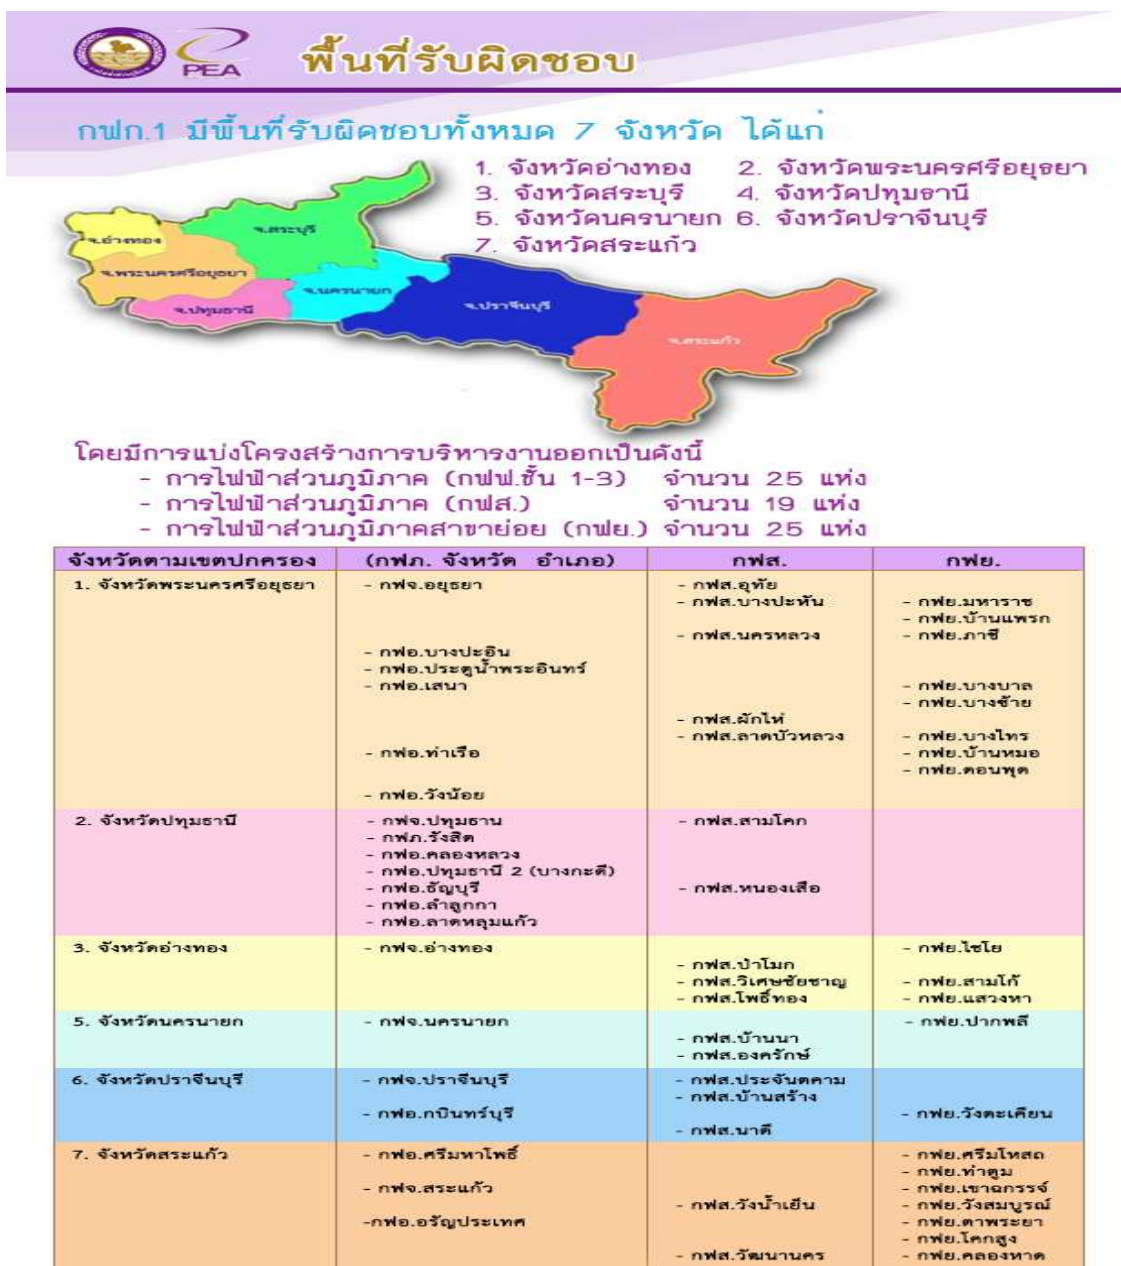 PEA พื้นที่รับผิดชอบ
กฟก.1 มีพื้นที่รับผิดชอบทั้งหมด 7 จังหวัด ได้แก่
1. จังหวัดอ่างทอง 2. จังหวัดพระนครศรีอยุธยา
3. จังหวัดสระบุรี 4. จังหวัดปทุมธานี
5. จังหวัดนครนายก 6. จังหวัดปราจีนบุรี
7. จังหวัดสระแก้ว
จ.สระบุรี
จ.อ่างทอง
จ.พระนครศรีอยุธยา
จ.นครนายก
จ.ปทุมธานี
จ.ปราจีนบุรี
จ.สระแก้ว
โดยมีการแบ่งโครงสร้างการบริหารงานออกเป็นดังนี้
- การไฟฟ้าส่วนภูมิภาค (กฟฟ.ชั้น 1-3) จำนวน 25 แห่ง
- การไฟฟ้าส่วนภูมิภาค (กฟส.) จำนวน 19 แห่ง
- การไฟฟ้าส่วนภูมิภาคสาขาย่อย (กฟย.) จำนวน 25 แห่ง
จังหวัดตามเขตปกครอง (กฟภ. จังหวัด อำเภอ) กฟส. กฟย.
1. จังหวัดพระนครศรีอยุธยา - กฟจ.อยุธยา - กฟส.อุทัย
- กฟส.บางปะหัน - กฟย.มหาราช
- กฟย.บ้านแพรก
- กฟส.นครหลวง - กฟย.ภาชี
- กฟอ.บางปะอิน
- กฟอ.ประตูน้ำพระอินทร์
- กฟอ.เสนา - กฟย.บางบาล
- กฟย.บางซ้าย
- กฟส.ผักไห่
- กฟส.ลาดบัวหลวง - กฟย.บางไทร
- กฟอ.ท่าเรือ - กฟย.บ้านหมอ
- กฟย.ดอนพุด
- กฟอ.วังน้อย
2. จังหวัดปทุมธานี - กฟจ.ปทุมธาน - กฟส.สามโคก
- กฟภ.รังสิต
- กฟอ.คลองหลวง
- กฟอ.ปทุมธานี 2 (บางกะดี)
- กฟอ.ธัญบุรี - กฟส.หนองเสือ
- กฟอ.ลำลูกกา
- กฟอ.ลาดหลุมแก้ว
3. จังหวัดอ่างทอง - กฟจ.อ่างทอง - กฟย.ไชโย
- กฟส.ป่าโมก
- กฟส.วิเศษชัยชาญ - กฟย.สามโก้
- กฟส.โพธิ์ทอง - กฟย.แสวงหา
5. จังหวัดนครนายก - กฟจ.นครนายก - กฟย.ปากพลี
- กฟส.บ้านนา
- กฟส.องครักษ์
6. จังหวัดปราจีนบุรี - กฟจ.ปราจีนบุรี - กฟส.ประจันตคาม
- กฟส.บ้านสร้าง
- กฟอ.กบินทร์บุรี - กฟย.วังตะเคียน
- กฟส.นาดี
7. จังหวัดสระแก้ว - กฟอ.ศรีมหาโพธิ์ - กฟย.ศรีมโหสถ
- กฟย.ท่าตูม
- กฟจ.สระแก้ว - กฟย.เขาฉกรรจ์
- กฟส.วังน้ำเย็น - กฟย.วังสมบูรณ์
-กฟอ.อรัญประเทศ - กฟย.ตาพระยา
- กฟย.โคกสูง
- กฟส.วัฒนานคร - กฟย.คลองหาด